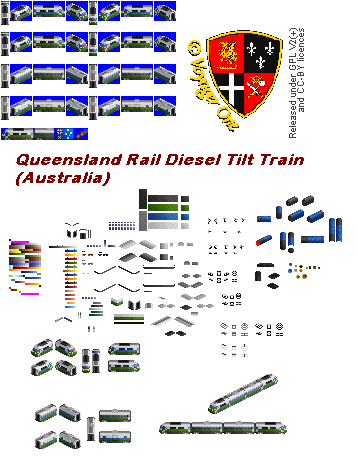 © Voyager One
Released under GPL V2(+)
and CC-BY licences
Queensland Rail Diesel Tilt Train
(Australia)